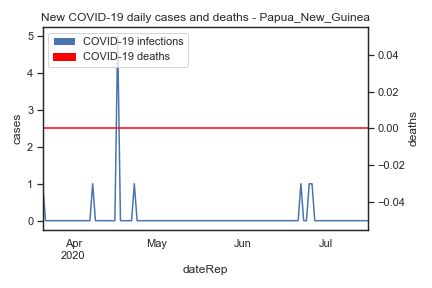 New COVID-19 daily cases and deaths - Papua_New_Guinea
COVID-19 infections
COVID-19 deaths
5
4
3
2
1
0
cases
0.04
0.02
0.00
−0.02
−0.04
deaths
Apr
2020
May
Jun
Jul
dateRep